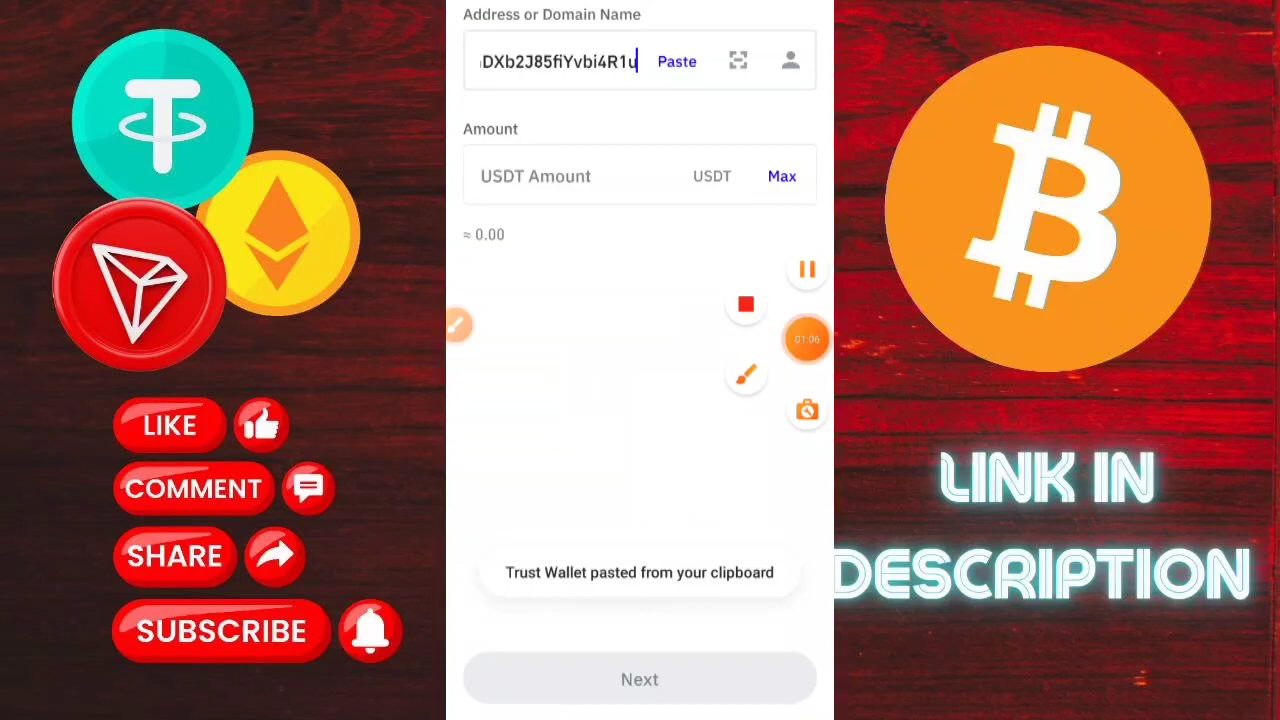 Address or Domain Name
DXb2J85fiYvbi4R1u
Paste
Amount
USDT Amount
USDT
Max
≈ 0.00
01:06
LIKE
COMMENT
SHARE
SUBSCRIBE
LINK IN
DESCRIPTION
Trust Wallet pasted from your clipboard
Next